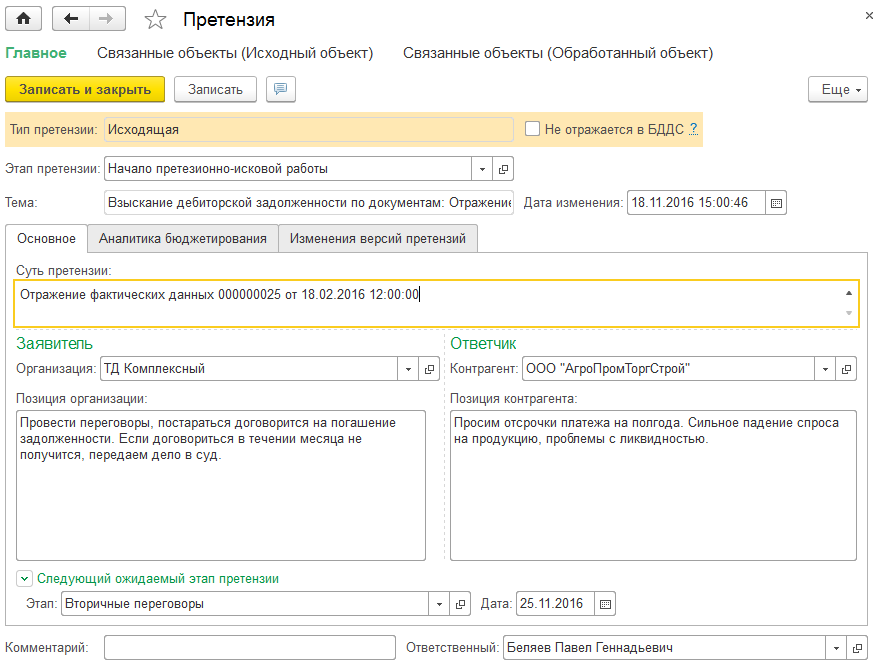 Претензия
Главное Связанные объекты (Исходный объект) Связанные объекты (Обработанный объект)
Записать и закрыть Записать Еще
Тип претензии: Исходящая Не отражается в БДДС ?
Этап претензии: Начало претезионно-исковой работы
Тема: Взыскание дебиторской задолженности по документам: Отражение Дата изменения: 18.11.2016 15:00:46
Основное Аналитика бюджетирования Изменения версий претензий
Суть претензии:
Отражение фактических данных 000000025 от 18.02.2016 12:00:00
Заявитель Ответчик
Организация: ТД Комплексный Контрагент: ООО "АгроПромТоргСтрой"
Позиция организации: Позиция контрагента:
Провести переговоры, постараться договорится на погашение
задолженности. Если договориться в течении месяца не
получится, передаем дело в суд.
Просим отсрочки платежа на полгода. Сильное падение спроса
на продукцию, проблемы с ликвидностью.
Следующий ожидаемый этап претензии
Этап: Вторичные переговоры Дата: 25.11.2016
Комментарий: Ответственный: Беляев Павел Геннадьевич